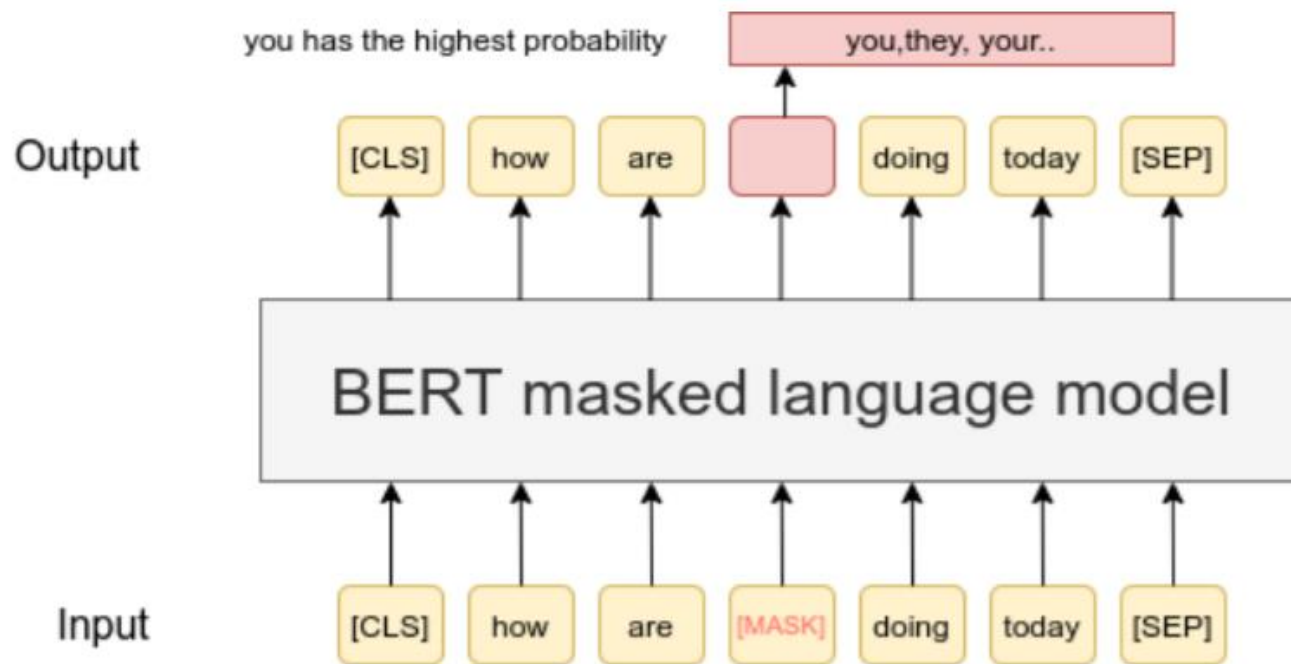 you has the highest probability you,they, your..
Output [CLS] how are doing today [SEP]
BERT masked language model
Input [CLS] how are [MASK] doing today [SEP]